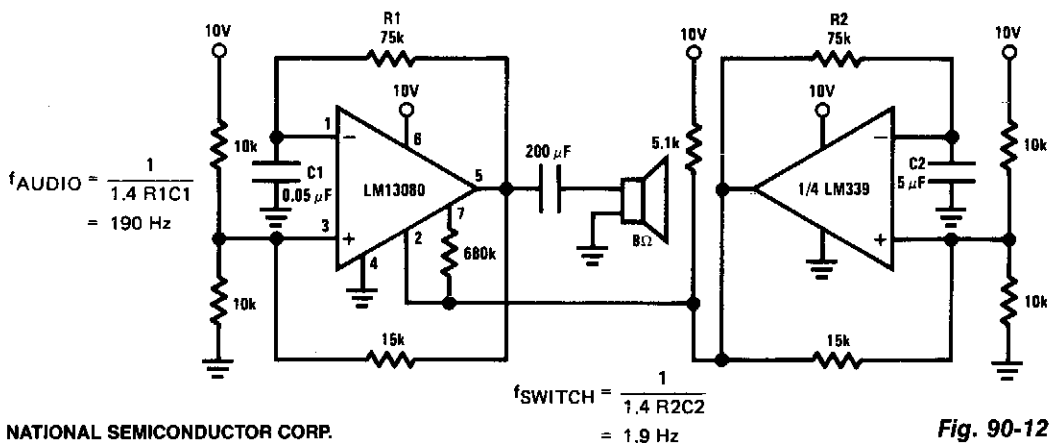 R1
75k
10V
10V
10k
1
−
6
C1
0.05 μF
LM13080
5
200 μF
7
3
+
2
4
680k
8Ω
10k
15k
fAUDIO = 1
1.4 R1C1
= 190 Hz
10V
5.1k
R2
75k
10V
10V
−
C2
5 μF
1/4 LM339
+
10k
10k
15k
fSWITCH = 1
1.4 R2C2
= 1.9 Hz
NATIONAL SEMICONDUCTOR CORP.
Fig. 90-12